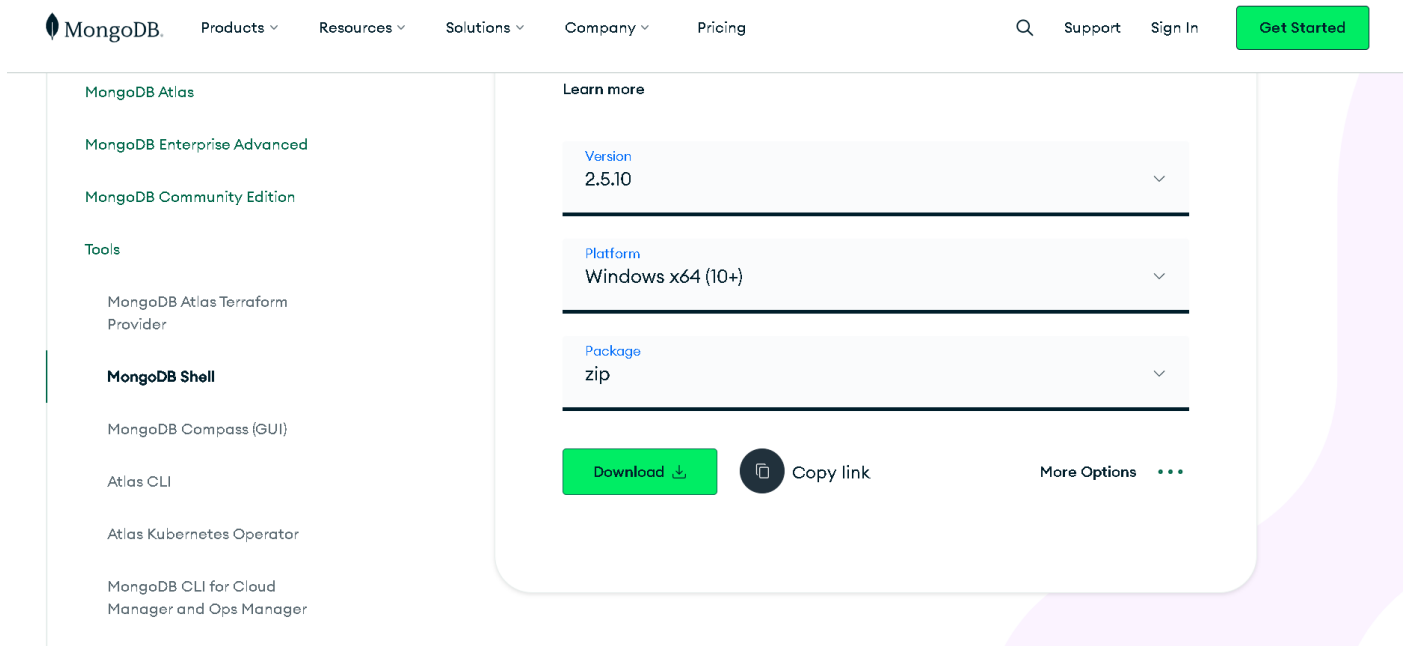 MongoDB.
Products
Resources
Solutions
Company
Pricing
Support
Sign In
Get Started
MongoDB Atlas
MongoDB Enterprise Advanced
MongoDB Community Edition
Tools
MongoDB Atlas Terraform
Provider
MongoDB Shell
MongoDB Compass (GUI)
Atlas CLI
Atlas Kubernetes Operator
MongoDB CLI for Cloud
Manager and Ops Manager
Learn more
Version
2.5.10
Platform
Windows x64 (10+)
Package
zip
Download
Copy link
More Options